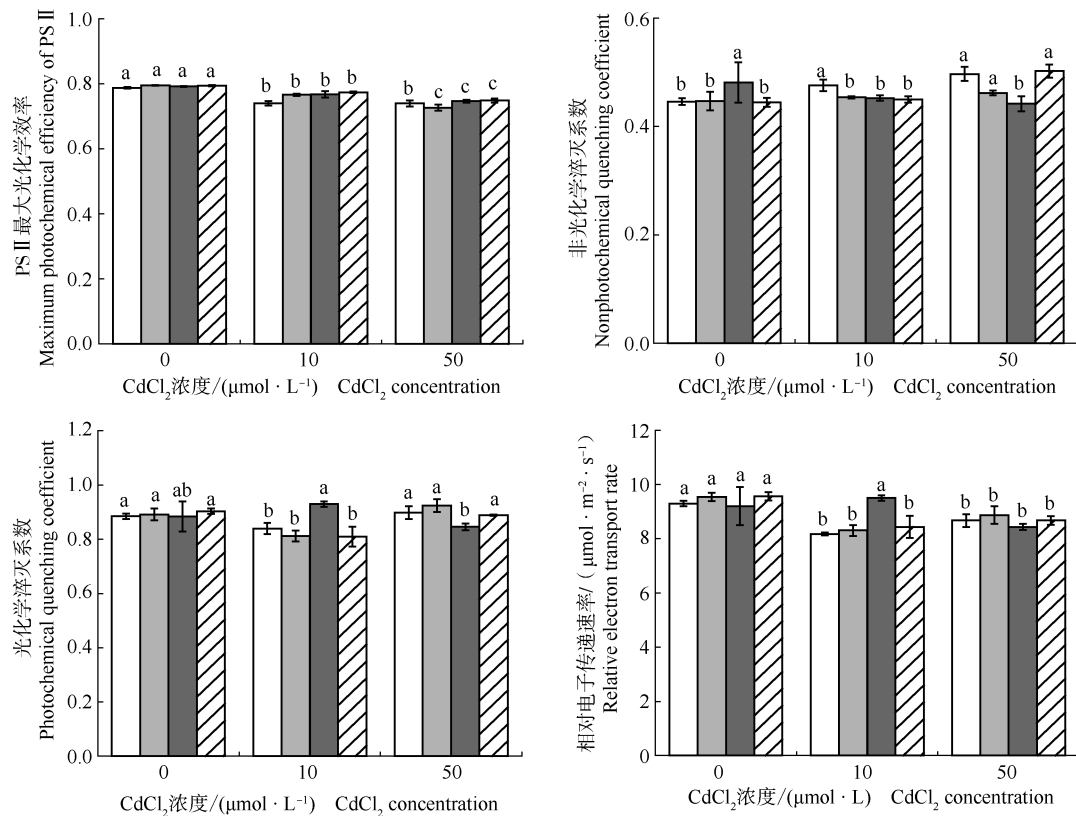 PSⅡ最大光化学效率
Maximum photochemical efficiency of PSⅡ
1.0
0.8
0.6
0.4
0.2
0.0
a a a a
b b b b
b c c c
0 10 50
CdCl₂浓度/(μmol · L⁻¹) CdCl₂ concentration
非光化学淬灭系数
Nonphotochemical quenching coefficient
0.6
0.4
0.2
0.0
b b a b
a b b b
a a b a
0 10 50
CdCl₂浓度/(μmol · L⁻¹) CdCl₂ concentration
光化学淬灭系数
Photochemical quenching coefficient
1.2
1.0
0.8
0.6
0.4
0.2
0.0
a a ab a
b b a b
a a b a
0 10 50
CdCl₂浓度/(μmol · L⁻¹) CdCl₂ concentration
相对电子传递速率/（μmol · m⁻² · s⁻¹）
Relative electron transport rate
12
10
8
6
4
2
0
a a a a
b b a b
b b b b
0 10 50
CdCl₂浓度/(μmol · L) CdCl₂ concentration